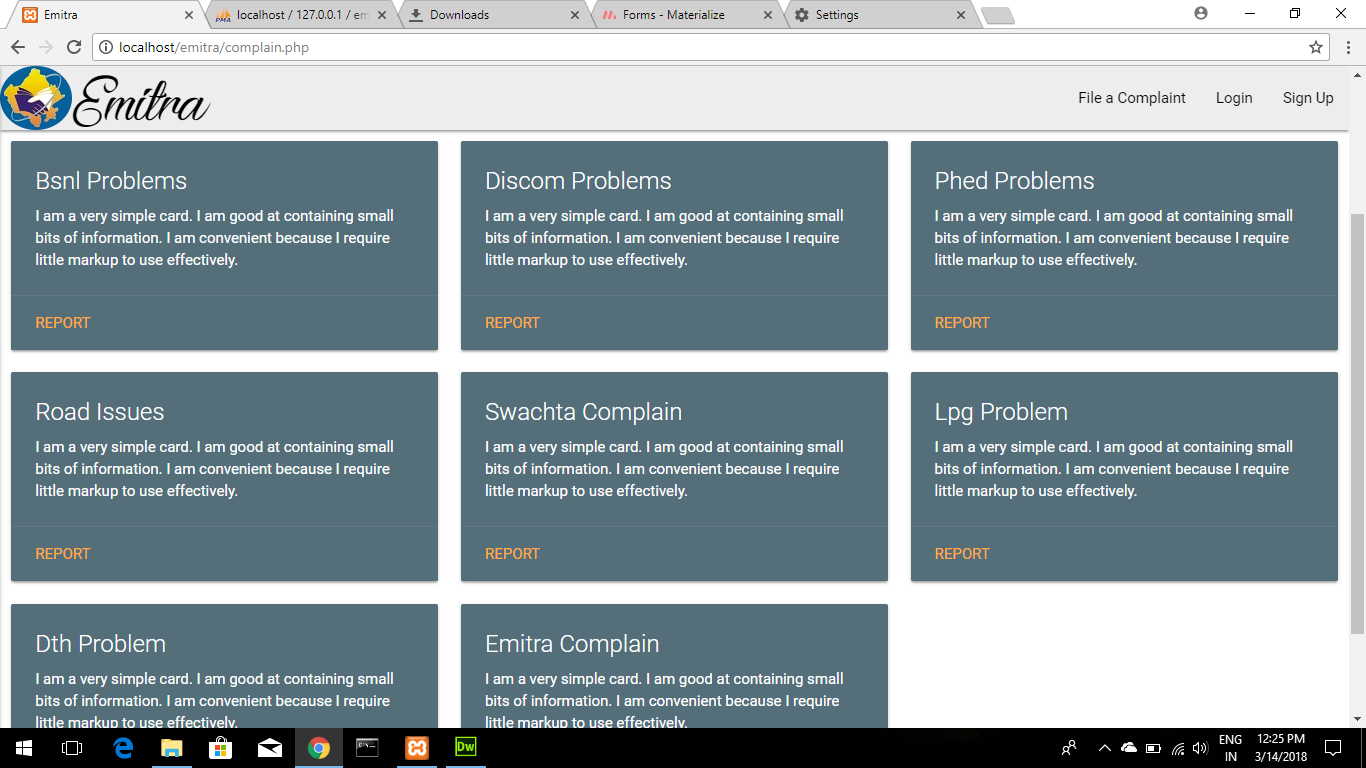 Emitra
localhost / 127.0.0.1 / em
Downloads
Forms - Materialize
Settings
localhost/emitra/complain.php
Emitra
File a Complaint
Login
Sign Up
Bsnl Problems
I am a very simple card. I am good at containing small
bits of information. I am convenient because I require
little markup to use effectively.
REPORT
Discom Problems
I am a very simple card. I am good at containing small
bits of information. I am convenient because I require
little markup to use effectively.
REPORT
Phed Problems
I am a very simple card. I am good at containing small
bits of information. I am convenient because I require
little markup to use effectively.
REPORT
Road Issues
I am a very simple card. I am good at containing small
bits of information. I am convenient because I require
little markup to use effectively.
REPORT
Swachta Complain
I am a very simple card. I am good at containing small
bits of information. I am convenient because I require
little markup to use effectively.
REPORT
Lpg Problem
I am a very simple card. I am good at containing small
bits of information. I am convenient because I require
little markup to use effectively.
REPORT
Dth Problem
I am a very simple card. I am good at containing small
bits of information. I am convenient because I require
little markup to use effectively.
Emitra Complain
I am a very simple card. I am good at containing small
bits of information. I am convenient because I require
little markup to use effectively.
Dw
ENG
IN
12:25 PM
3/14/2018